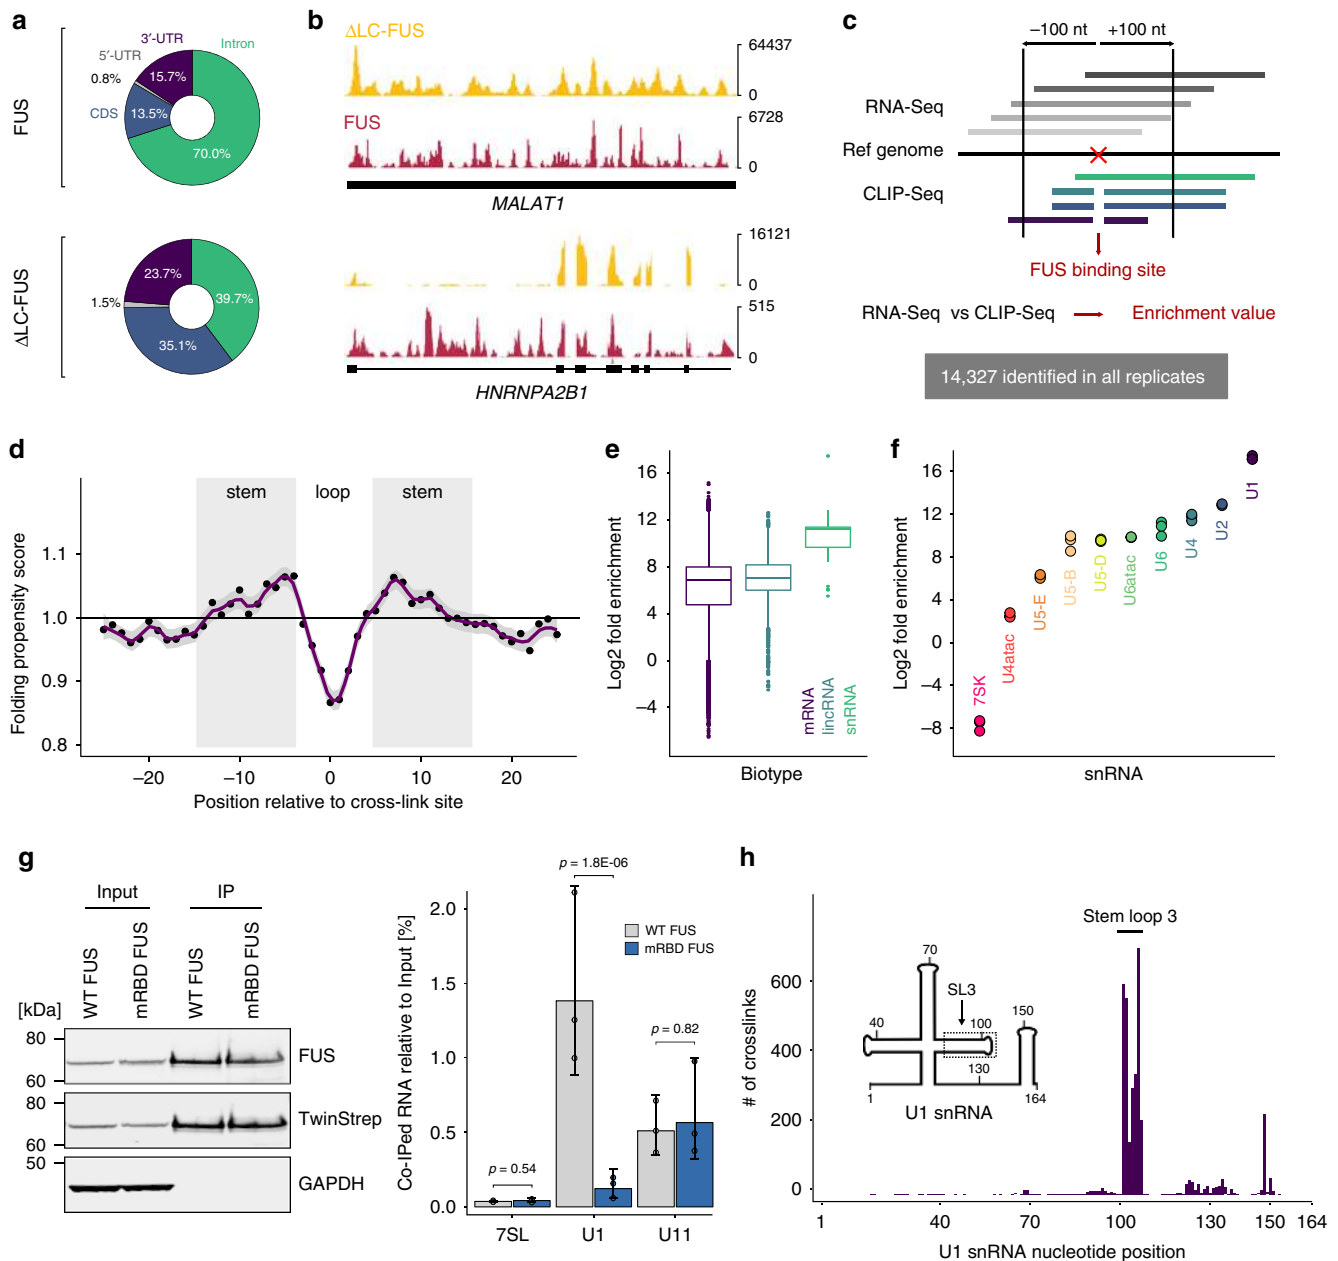 a
FUS
3′-UTR
5′-UTR
0.8%
CDS
Intron
15.7%
13.5%
70.0%
ΔLC-FUS
23.7%
1.5%
39.7%
35.1%
b
ΔLC-FUS
64437
0
FUS
6728
0
MALAT1
16121
0
515
0
HNRNPA2B1
c
−100 nt
+100 nt
RNA-Seq
Ref genome
CLIP-Seq
FUS binding site
RNA-Seq vs CLIP-Seq
Enrichment value
14,327 identified in all replicates
d
Folding propensity score
stem
loop
stem
1.1
1.0
0.9
0.8
−20
−10
0
10
20
Position relative to cross-link site
e
Log2 fold enrichment
16
12
8
4
0
−4
mRNA
lincRNA
snRNA
Biotype
f
Log2 fold enrichment
16
12
8
4
0
−4
−8
7SK
U4atac
U5-E
U5-B
U5-D
U6atac
U6
U4
U2
U1
snRNA
g
Input
IP
WT FUS
mRBD FUS
WT FUS
mRBD FUS
[kDa]
80
60
FUS
80
60
TwinStrep
50
GAPDH
Co-IPed RNA relative to Input [%]
2.0
1.5
1.0
0.5
0.0
p = 1.8E-06
WT FUS
mRBD FUS
p = 0.82
p = 0.54
7SL
U1
U11
h
# of crosslinks
600
400
200
0
Stem loop 3
70
SL3
40
100
150
130
1
164
U1 snRNA
1
40
70
100
130
150
164
U1 snRNA nucleotide position